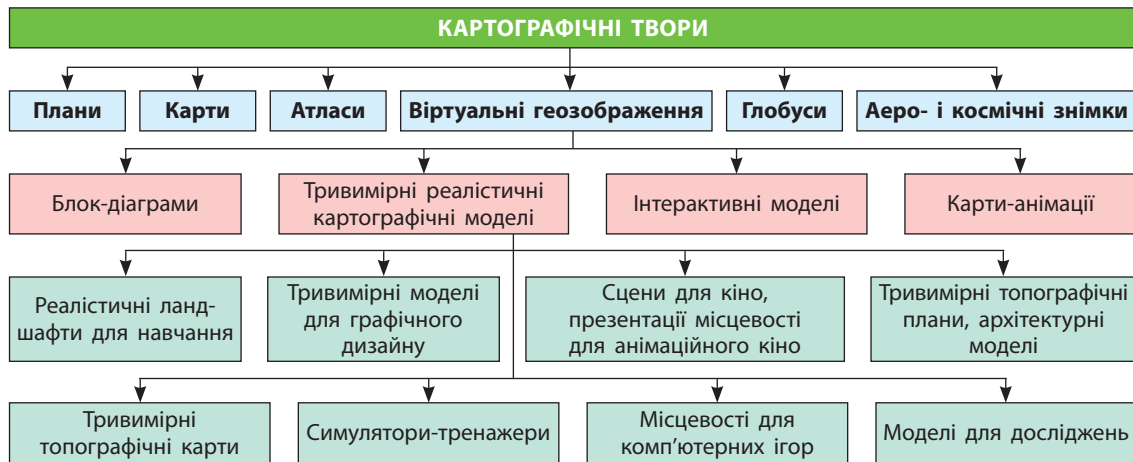 КАРТОГРАФІЧНІ ТВОРИ
Плани
Карти
Атласи
Віртуальні геозображення
Глобуси
Аеро- і космічні знімки
Блок-діаграми
Тривимірні реалістичні
картографічні моделі
Інтерактивні моделі
Карти-анімації
Реалістичні ланд-
шафти для навчання
Тривимірні моделі
для графічного
дизайну
Сцени для кіно,
презентації місцевості
для анімаційного кіно
Тривимірні топографічні
плани, архітектурні
моделі
Тривимірні
топографічні карти
Симулятори-тренажери
Місцевості для
комп’ютерних ігор
Моделі для досліджень